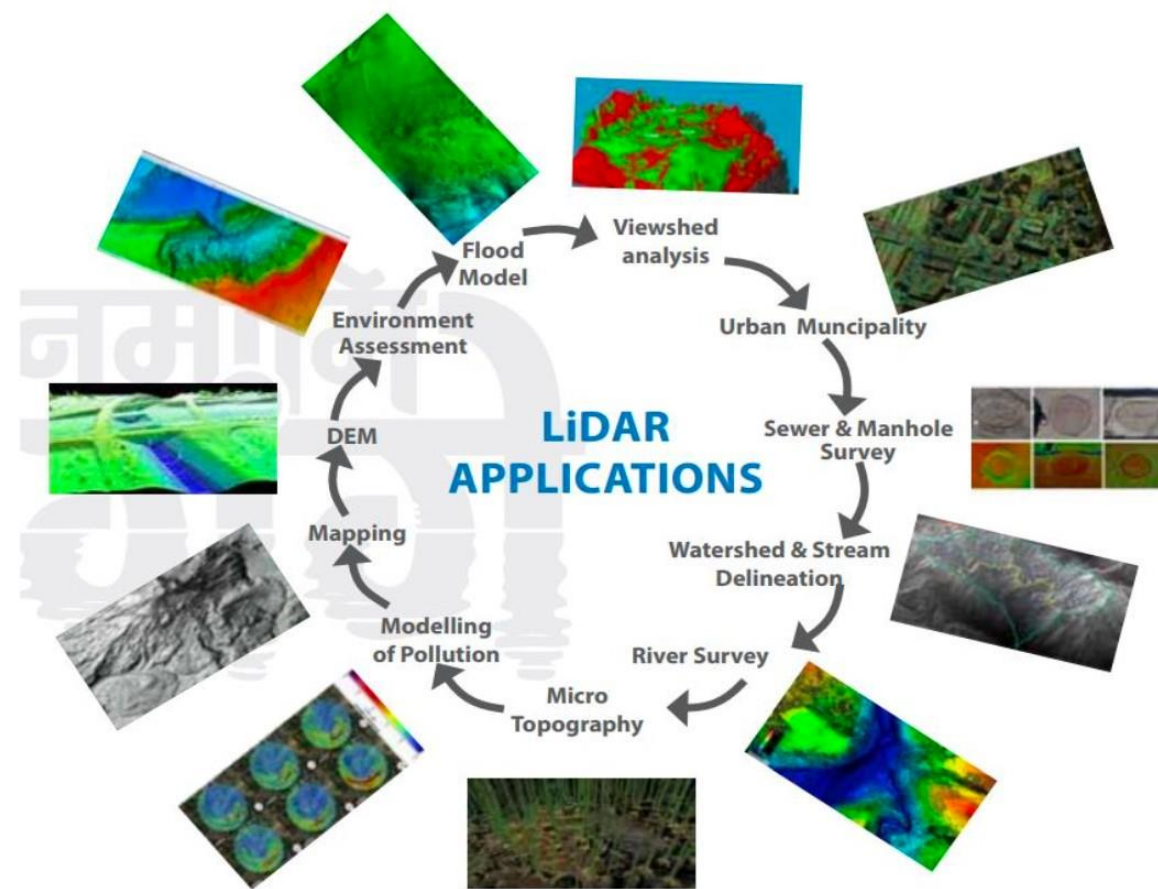 Flood
Model
Viewshed
analysis
Urban Muncipality
Sewer & Manhole
Survey
Watershed & Stream
Delineation
River Survey
Micro
Topography
Modelling
of Pollution
Mapping
DEM
Environment
Assessment
LiDAR
APPLICATIONS
नमामि
गंगे